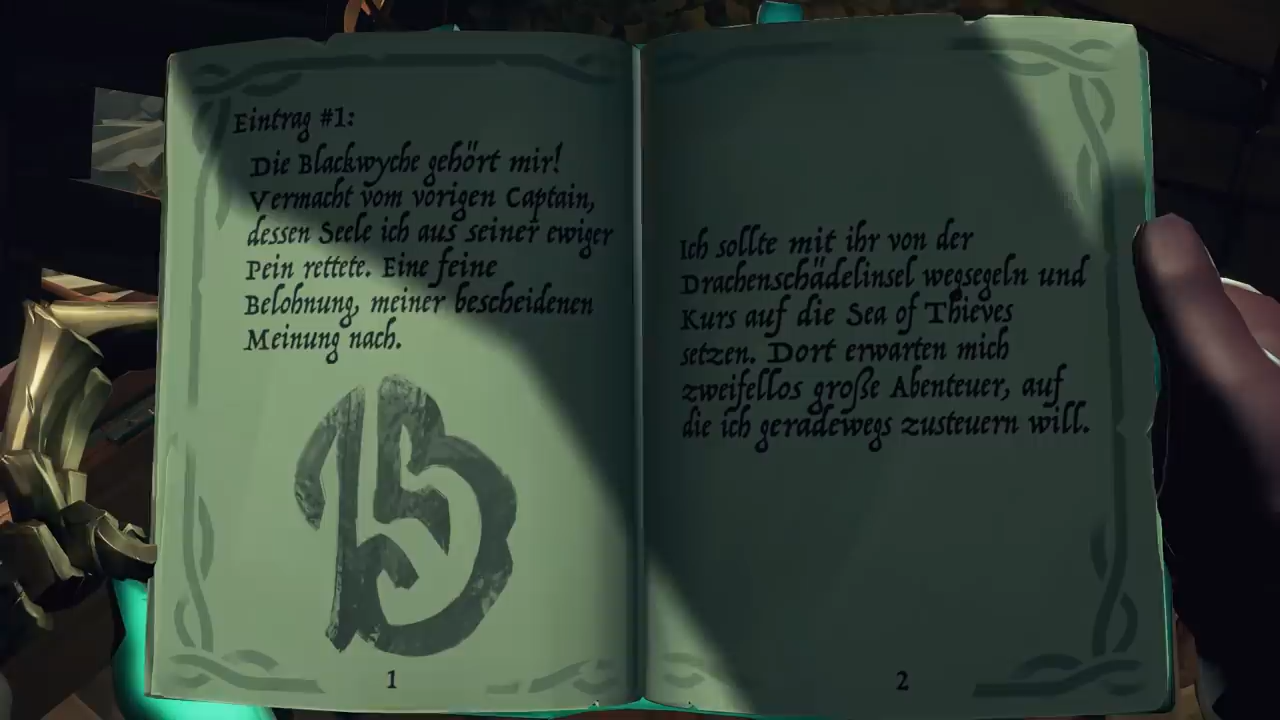 Eintrag #1:
Die Blackwyche gehört mir!
Vermacht vom vorigen Captain,
dessen Seele ich aus seiner ewiger
Pein rettete. Eine feine
Belohnung, meiner bescheidenen
Meinung nach.
B
1
Ich sollte mit ihr von der
Drachenschädelinsel wegsegeln und
Kurs auf die Sea of Thieves
setzen. Dort erwarten mich
zweifellos große Abenteuer, auf
die ich geradewegs zusteuern will.
2